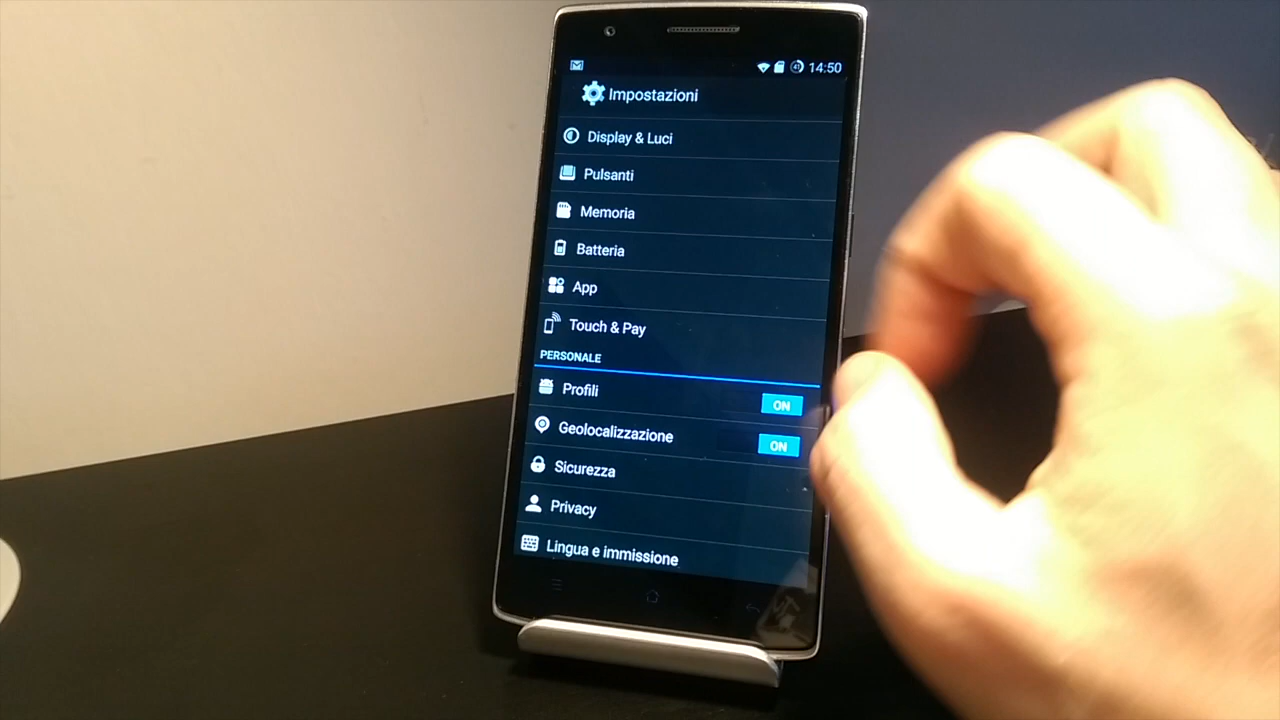 14:50
Impostazioni
Display & Luci
Pulsanti
Memoria
Batteria
App
Touch & Pay
PERSONALE
Profili ON
Geolocalizzazione ON
Sicurezza
Privacy
Lingua e immissione